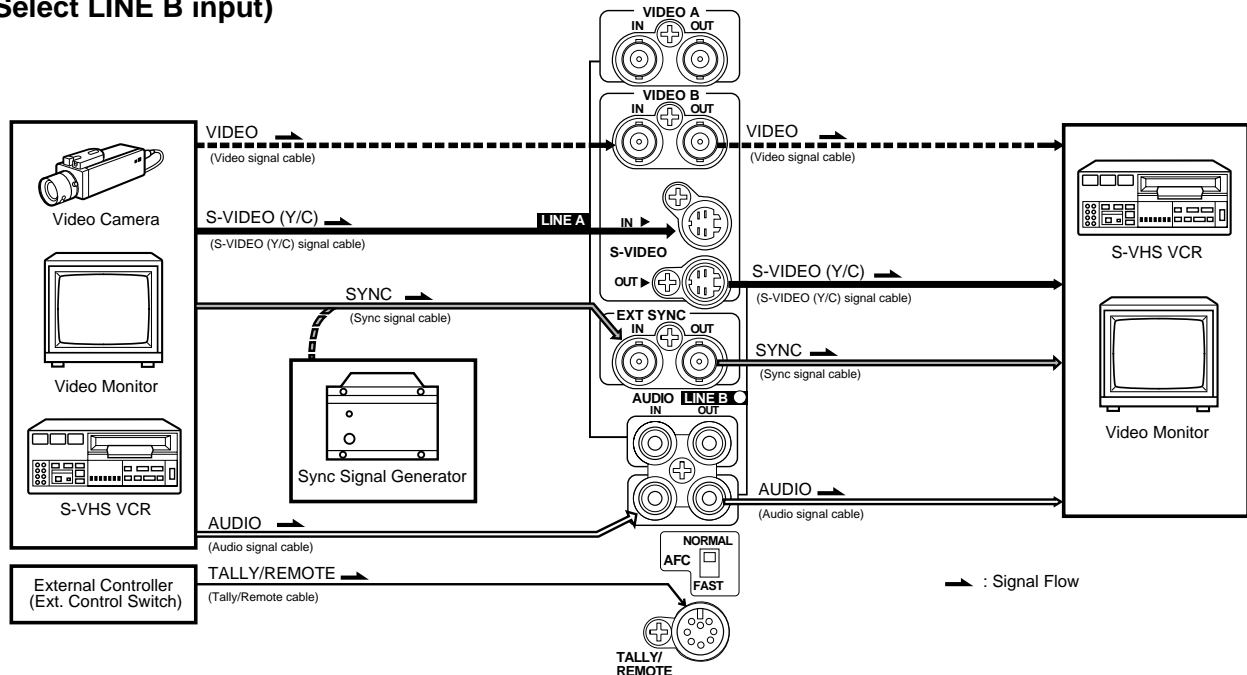 Select LINE B input)
VIDEO A
IN OUT
VIDEO B
IN OUT
VIDEO
(Video signal cable)
VIDEO
(Video signal cable)
Video Camera
S-VIDEO (Y/C)
(S-VIDEO (Y/C) signal cable)
LINE A
IN
S-VIDEO
OUT
S-VHS VCR
S-VIDEO (Y/C)
(S-VIDEO (Y/C) signal cable)
SYNC
(Sync signal cable)
EXT SYNC
IN OUT
SYNC
(Sync signal cable)
Video Monitor
Sync Signal Generator
AUDIO LINE B
IN OUT
Video Monitor
S-VHS VCR
AUDIO
(Audio signal cable)
AUDIO
(Audio signal cable)
NORMAL
AFC
FAST
External Controller
(Ext. Control Switch)
TALLY/REMOTE
(Tally/Remote cable)
: Signal Flow
TALLY/
REMOTE